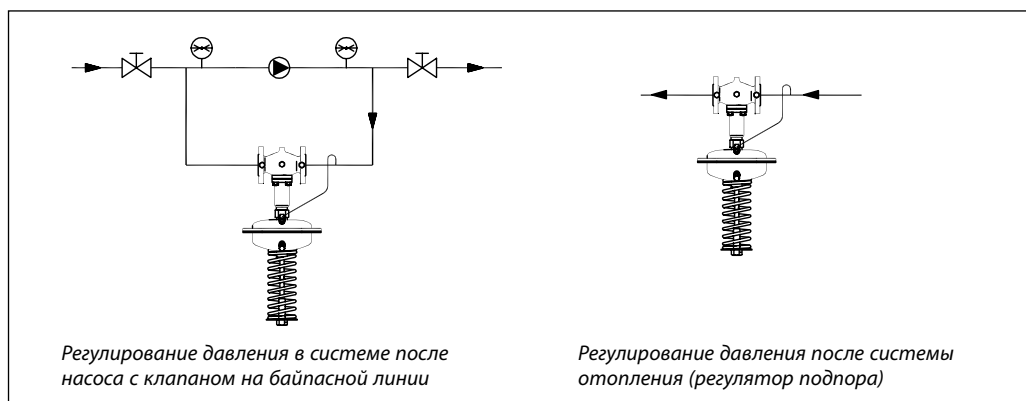 Регулирование давления в системе после
насоса с клапаном на байпасной линии
Регулирование давления после системы
отопления (регулятор подпора)